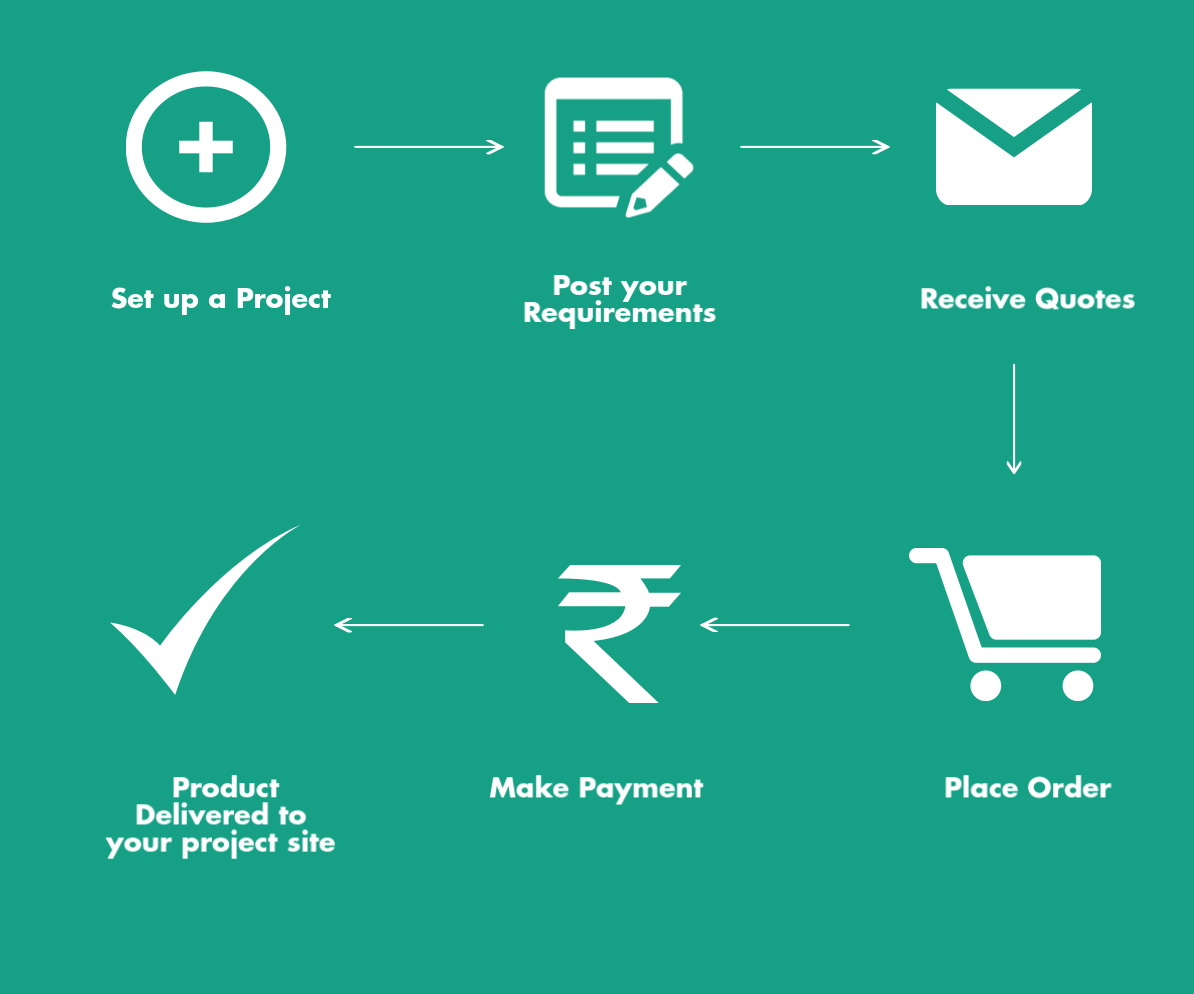 Set up a Project
Post your
Requirements
Receive Quotes
Place Order
Make Payment
Product
Delivered to
your project site